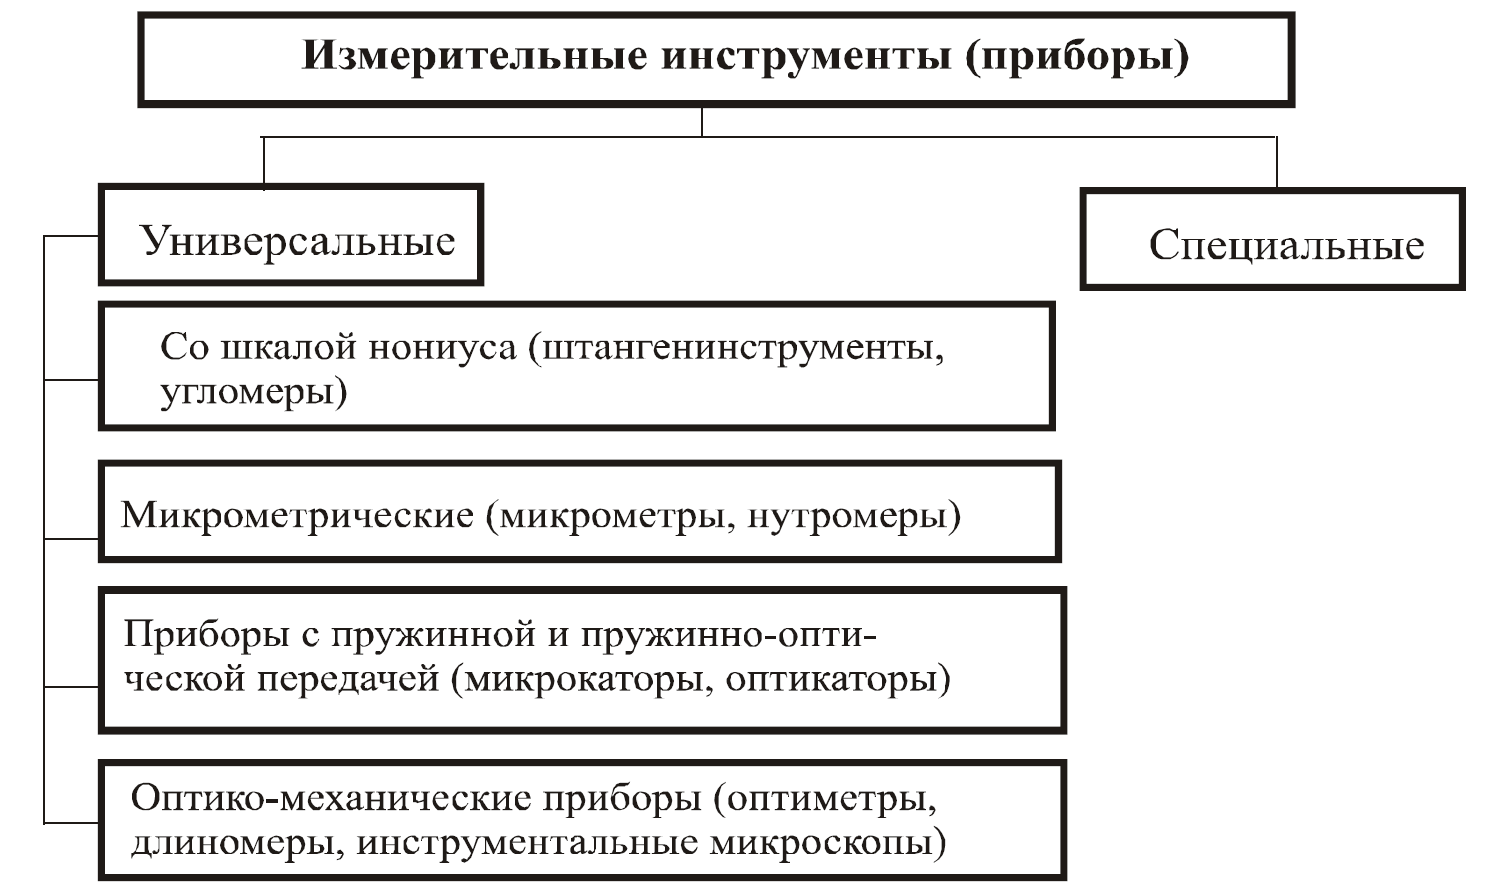 Измерительные инструменты (приборы)
Универсальные
Специальные
Со шкалой нониуса (штангенинструменты,
угломеры)
Микрометрические (микрометры, нутромеры)
Приборы с пружинной и пружинно-опти-
ческой передачей (микрокаторы, оптикаторы)
Оптико-механические приборы (оптиметры,
длиномеры, инструментальные микроскопы)